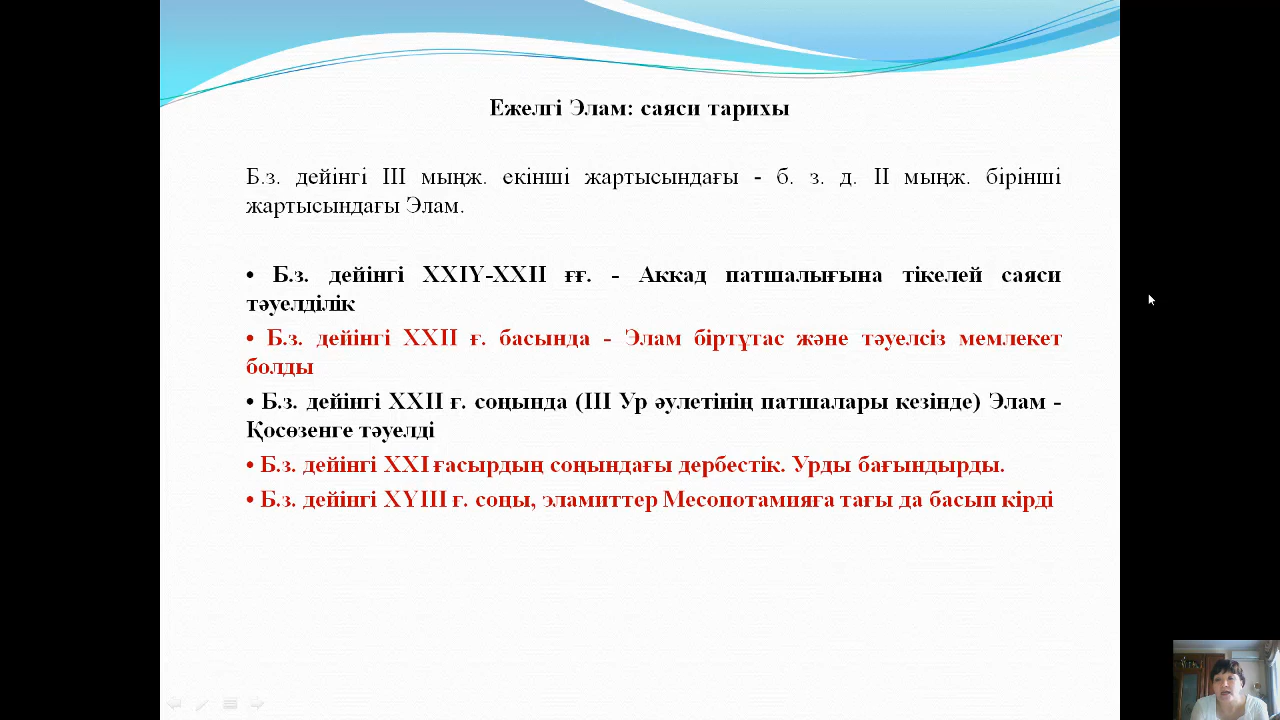 Ежелгі Элам: саяси тарихы
Б.з. дейінгі III мыңж. екінші жартысындағы - б. з. д. II мыңж. бірінші
жартысындағы Элам.
• Б.з. дейінгі XXIY-XXII ғғ. - Аккад патшалығына тікелей саяси
тәуелділік
• Б.з. дейінгі XXII ғ. басында - Элам біртұтас және тәуелсіз мемлекет
болды
• Б.з. дейінгі XXII ғ. соңында (III Ур әулетінің патшалары кезінде) Элам -
Қосөзенге тәуелді
• Б.з. дейінгі XXI ғасырдың соңындағы дербестік. Урды бағындырды.
• Б.з. дейінгі XYIII ғ. соңы, эламиттер Месопотамияға тағы да басып кірді